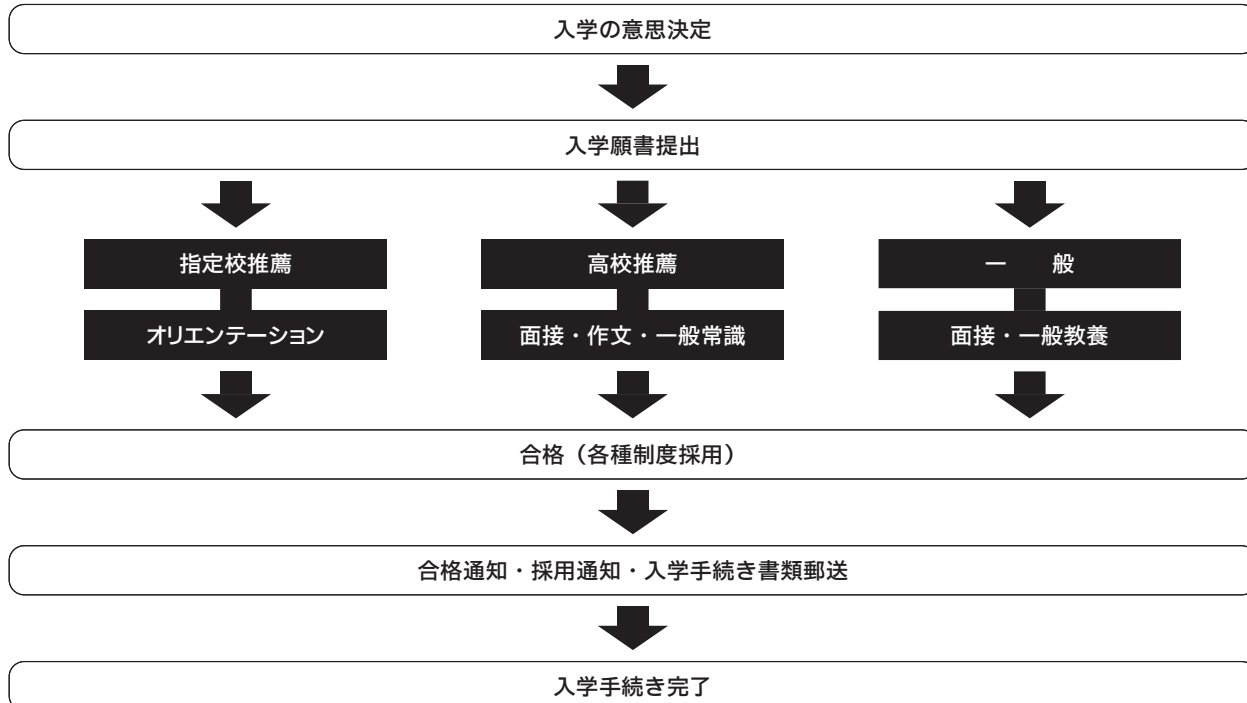 入学の意思決定
入学願書提出
指定校推薦
高校推薦
一　般
オリエンテーション
面接・作文・一般常識
面接・一般教養
合格（各種制度採用）
合格通知・採用通知・入学手続き書類郵送
入学手続き完了